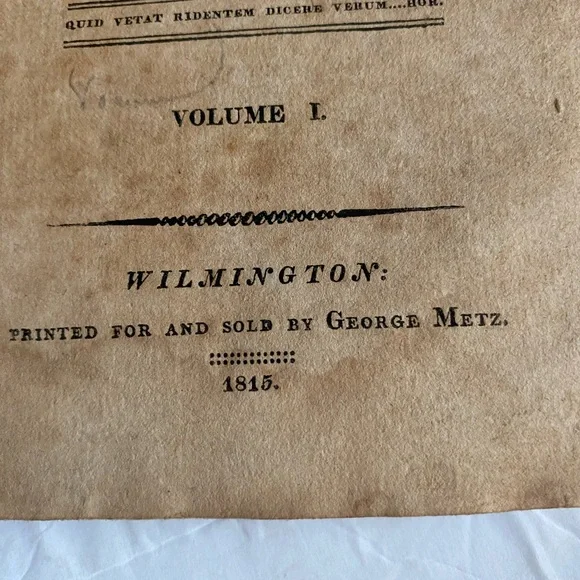 QUID VETAT RIDENTEM DICERE VERUM....HOR.
VOLUME I.
WILMINGTON:
PRINTED FOR AND SOLD BY GEORGE METZ.
1815.